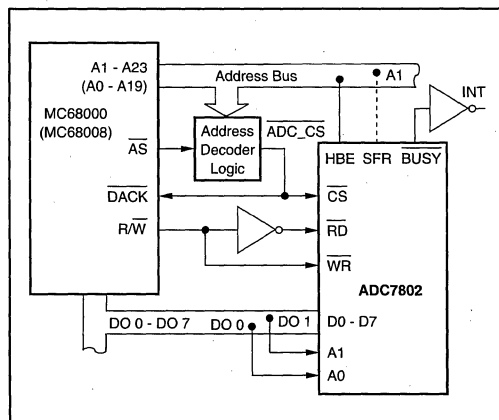 A1 - A23
(A0 - A19)
Address Bus
A1
INT
MC68000
(MC68008)
AS
Address
Decoder
Logic
ADC_CS
HBE SFR BUSY
DACK
CS
R/W
RD
WR
ADC7802
DO 0 - DO 7
DO 0
DO 1
D0 - D7
A1
A0